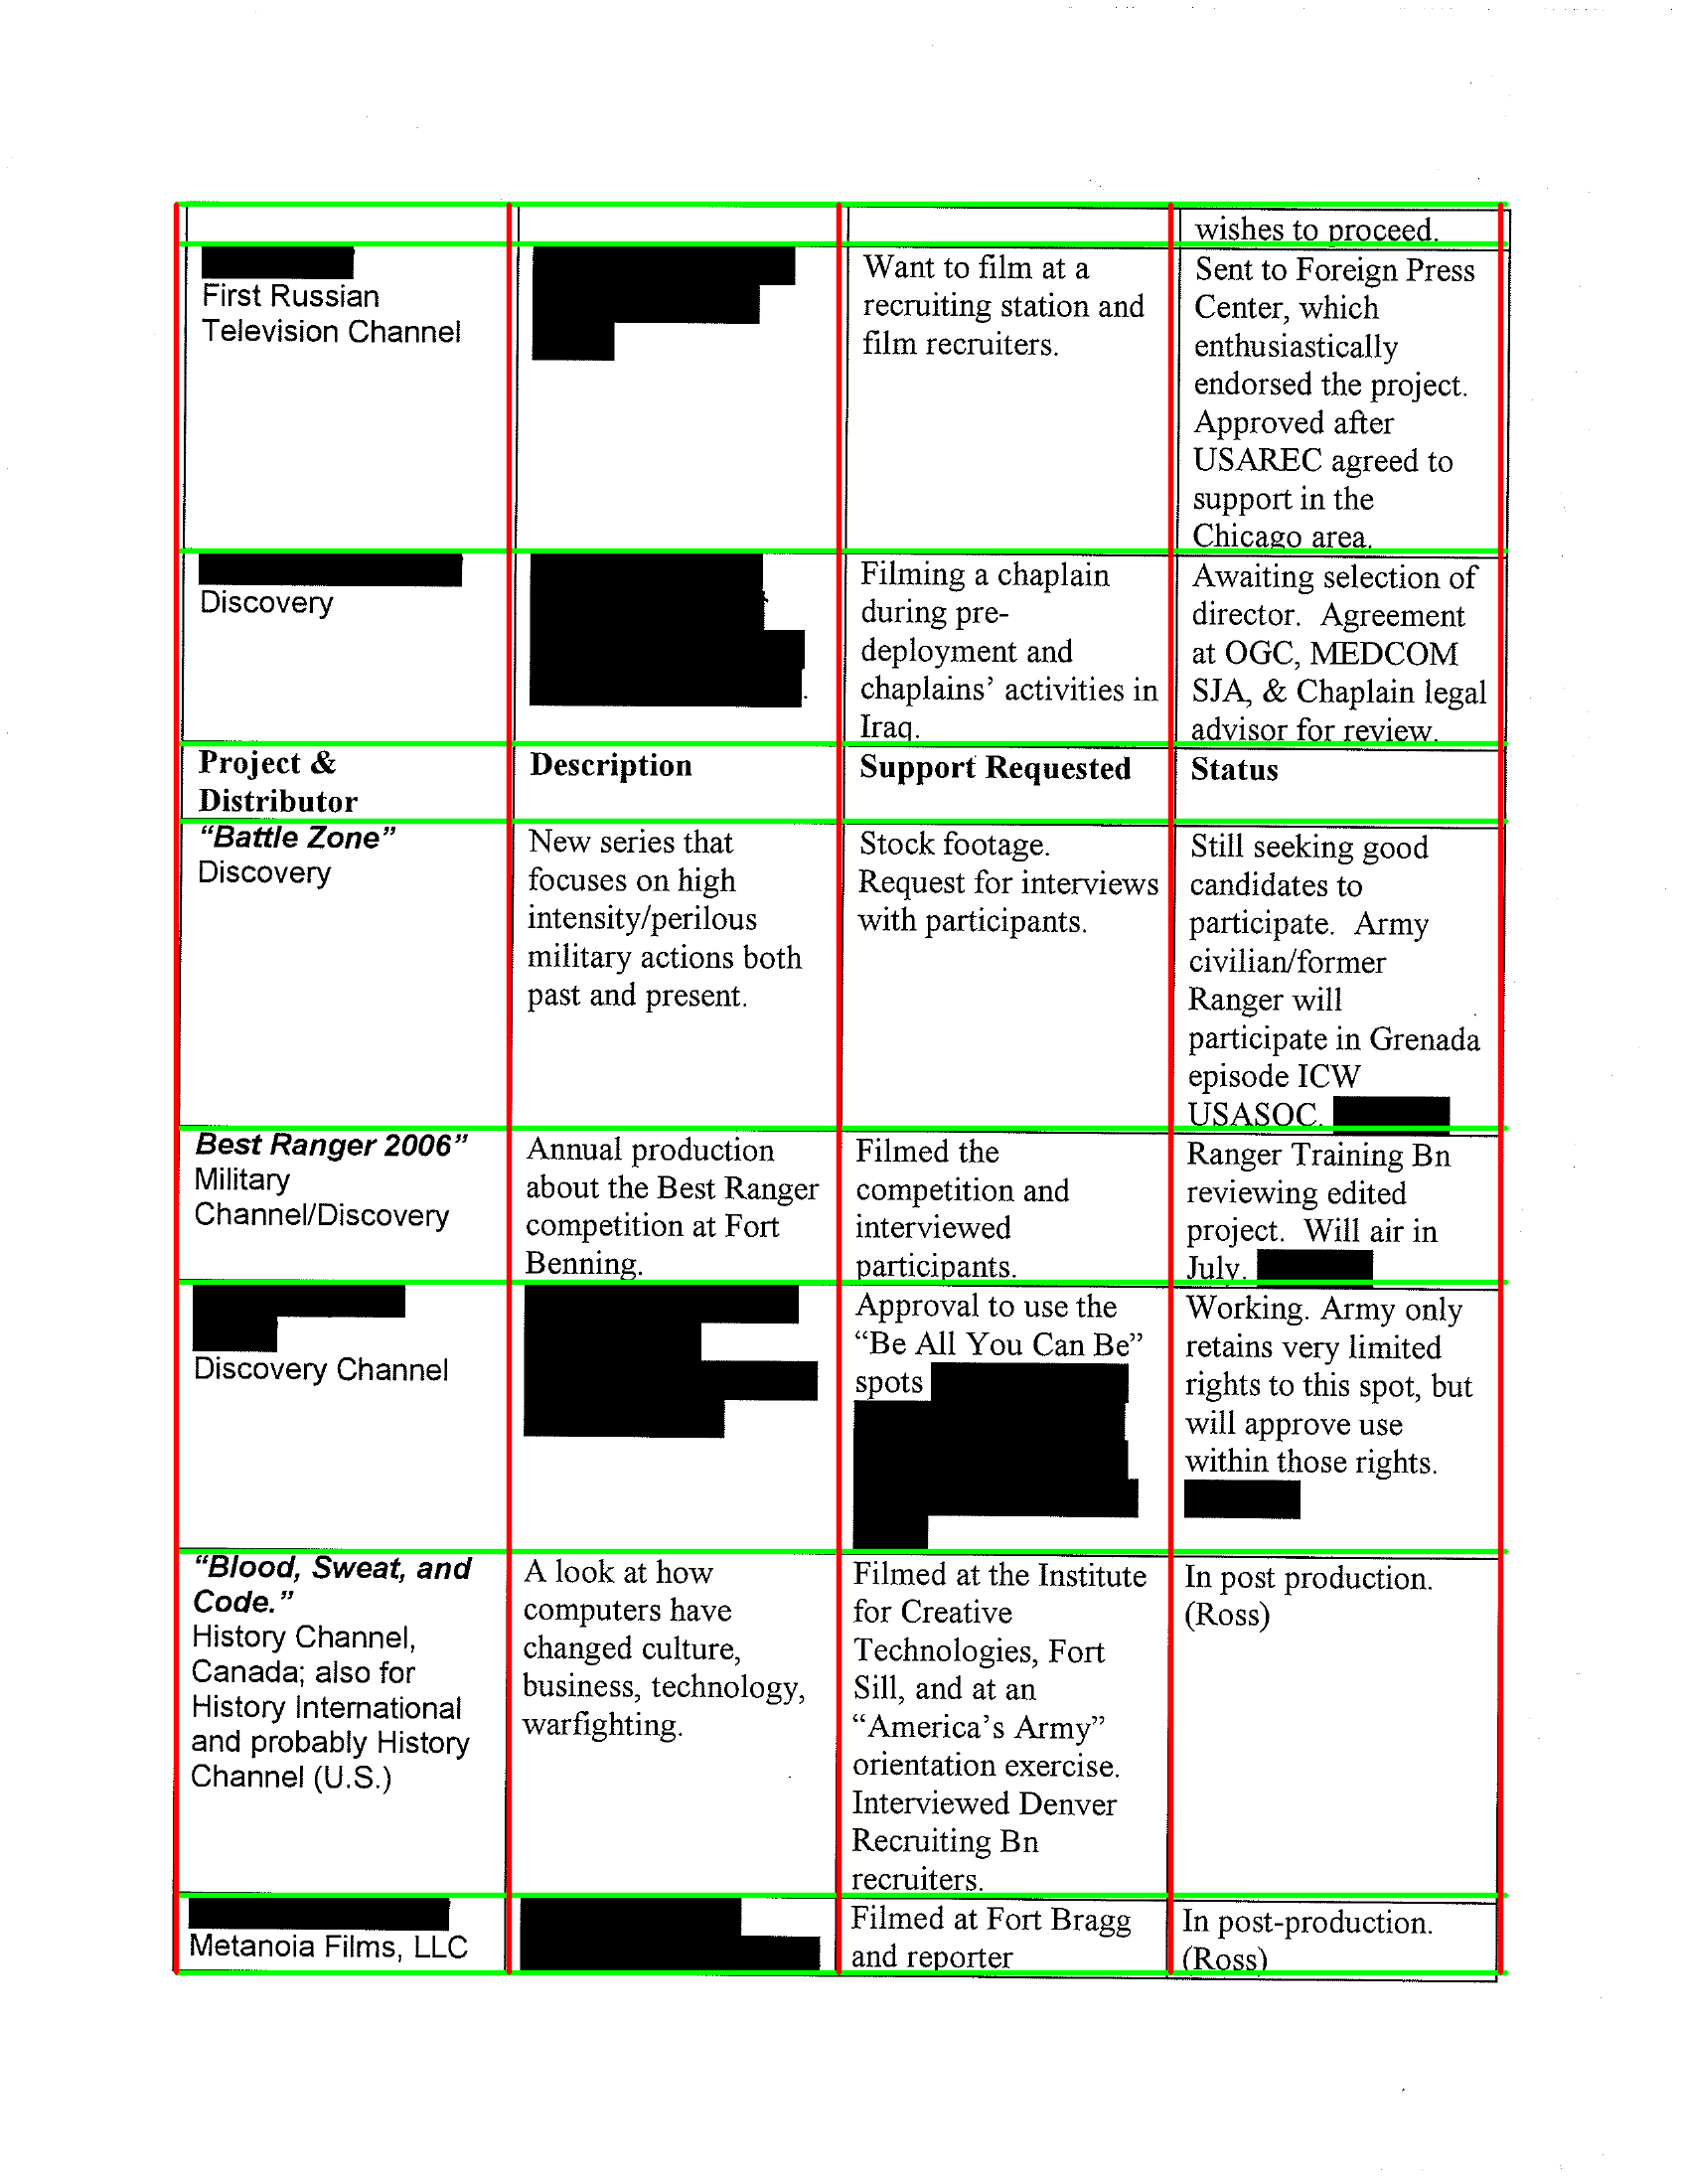 wishes to proceed.
First Russian
Television Channel
Want to film at a
recruiting station and
film recruiters.
Sent to Foreign Press
Center, which
enthusiastically
endorsed the project.
Approved after
USAREC agreed to
support in the
Chicago area.
Discovery
Filming a chaplain
during pre-
deployment and
chaplains’ activities in
Iraq.
Awaiting selection of
director.  Agreement
at OGC, MEDCOM
SJA, & Chaplain legal
advisor for review.
Project &
Distributor
Description
Support Requested
Status
“Battle Zone”
Discovery
New series that
focuses on high
intensity/perilous
military actions both
past and present.
Stock footage.
Request for interviews
with participants.
Still seeking good
candidates to
participate.  Army
civilian/former
Ranger will
participate in Grenada
episode ICW
USASOC.
Best Ranger 2006”
Military
Channel/Discovery
Annual production
about the Best Ranger
competition at Fort
Benning.
Filmed the
competition and
interviewed
participants.
Ranger Training Bn
reviewing edited
project.  Will air in
July.
Discovery Channel
Approval to use the
“Be All You Can Be”
spots
Working. Army only
retains very limited
rights to this spot, but
will approve use
within those rights.
“Blood, Sweat, and
Code.”
History Channel,
Canada; also for
History International
and probably History
Channel (U.S.)
A look at how
computers have
changed culture,
business, technology,
warfighting.
Filmed at the Institute
for Creative
Technologies, Fort
Sill, and at an
“America’s Army”
orientation exercise.
Interviewed Denver
Recruiting Bn
recruiters.
In post production.
(Ross)
Metanoia Films, LLC
Filmed at Fort Bragg
and reporter
In post-production.
(Ross)